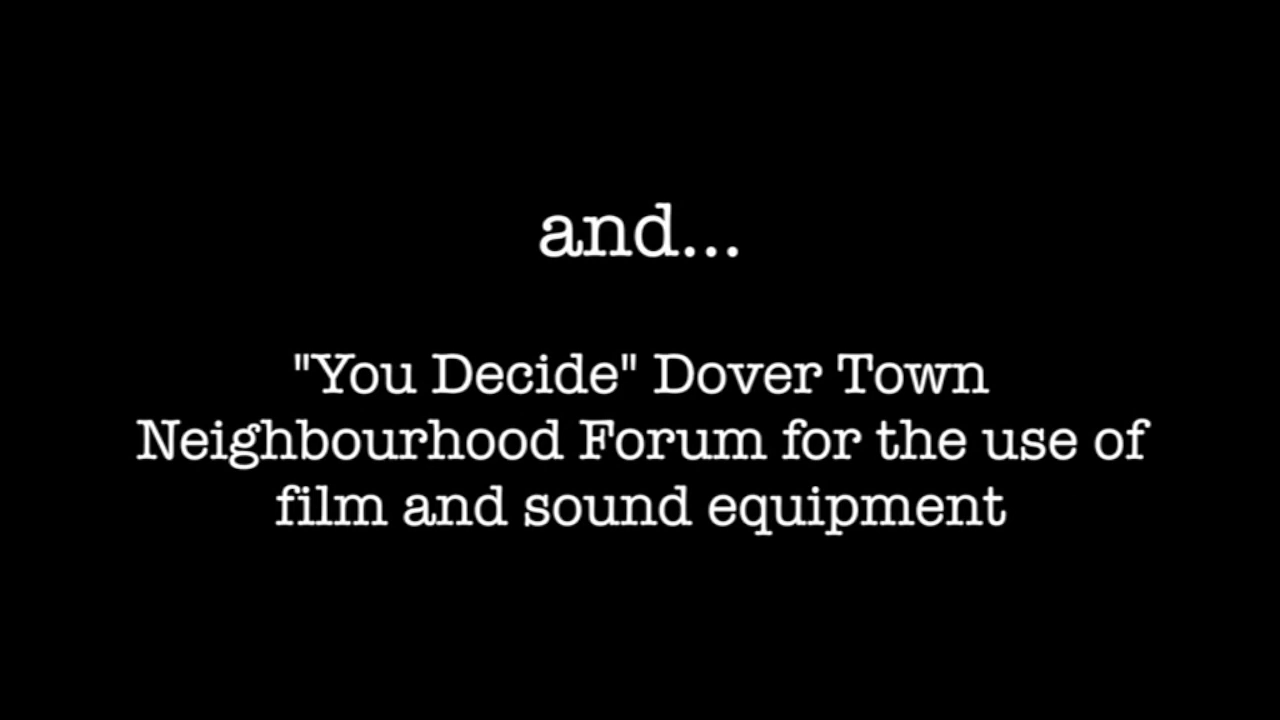 and...
"You Decide" Dover Town
Neighbourhood Forum for the use of
film and sound equipment